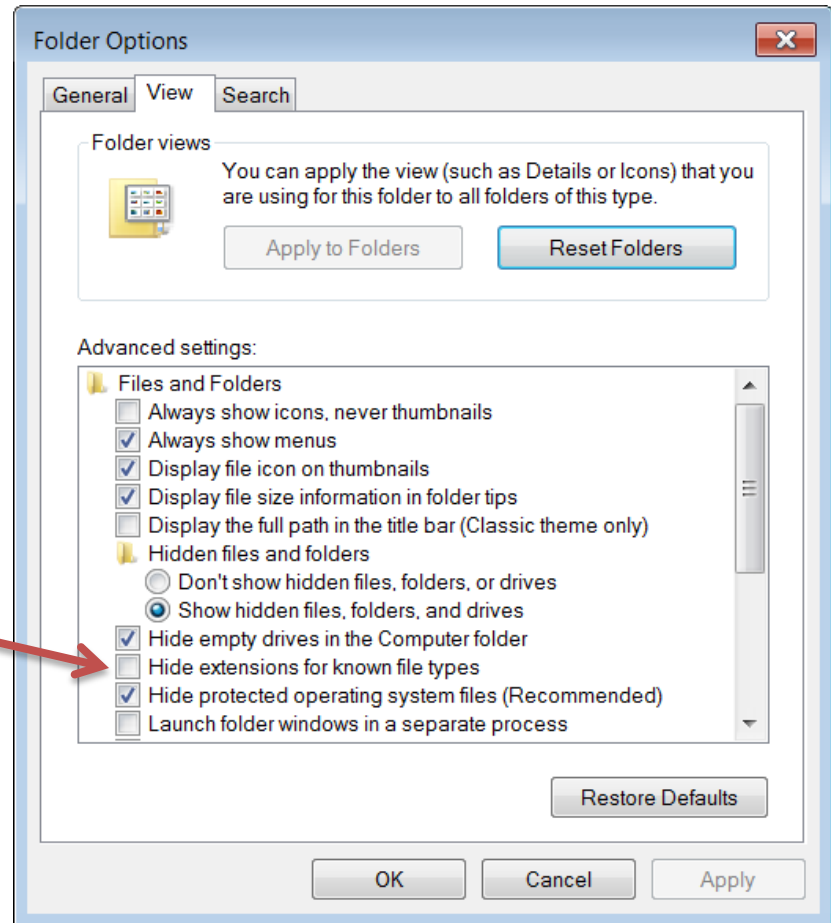 Folder Options
General View Search
Folder views
You can apply the view (such as Details or Icons) that you
are using for this folder to all folders of this type.
Apply to Folders Reset Folders
Advanced settings:
Files and Folders
Always show icons, never thumbnails
Always show menus
Display file icon on thumbnails
Display file size information in folder tips
Display the full path in the title bar (Classic theme only)
Hidden files and folders
Don't show hidden files, folders, or drives
Show hidden files, folders, and drives
Hide empty drives in the Computer folder
Hide extensions for known file types
Hide protected operating system files (Recommended)
Launch folder windows in a separate process
Restore Defaults
OK Cancel Apply